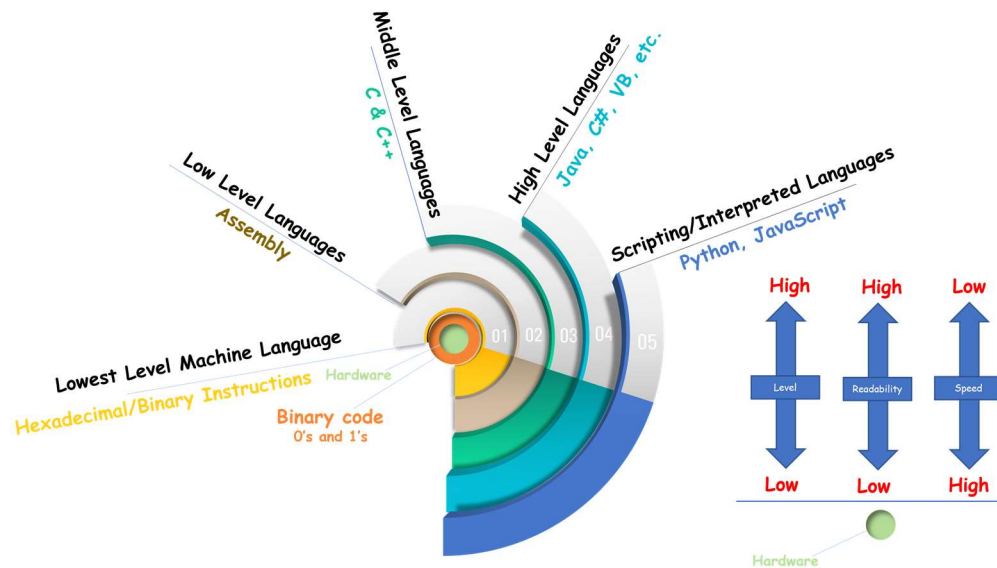 Middle Level Languages
C & C++
High Level Languages
Java, C#, VB, etc.
Low Level Languages
Assembly
Scripting/Interpreted Languages
Python, JavaScript
Lowest Level Machine Language
Hexadecimal/Binary Instructions
Hardware
Binary code
0's and 1's
01 02 03 04 05
High High Low
Level Readability Speed
Low Low High
Hardware